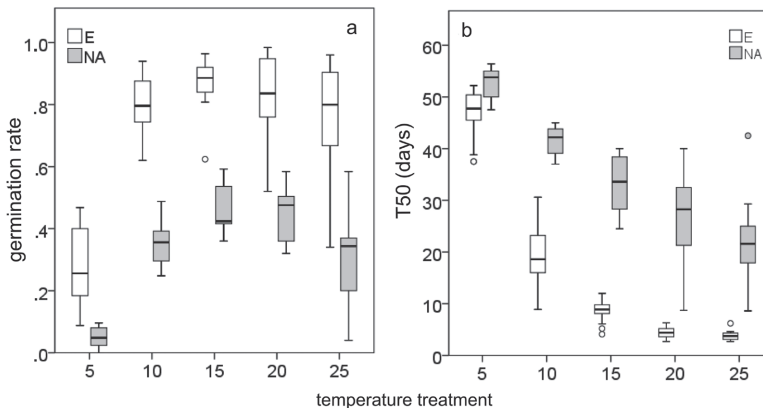 a
E
NA
1.0
.8
.6
.4
.2
.0
germination rate
5 10 15 20 25
b
E
NA
60
50
40
30
20
10
0
T50 (days)
5 10 15 20 25
temperature treatment